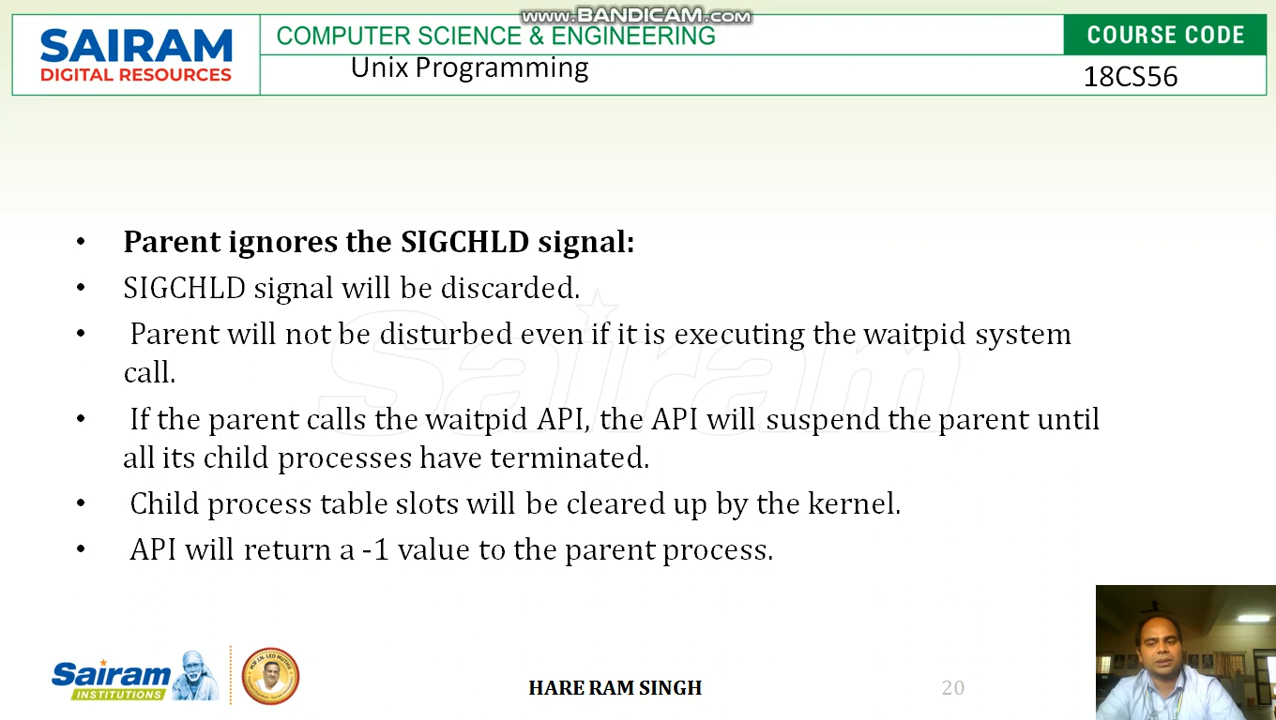 www.BANDICAM.com
SAIRAM
DIGITAL RESOURCES
COMPUTER SCIENCE & ENGINEERING
COURSE CODE
Unix Programming
18CS56
• Parent ignores the SIGCHLD signal:
• SIGCHLD signal will be discarded.
• Parent will not be disturbed even if it is executing the waitpid system
call.
• If the parent calls the waitpid API, the API will suspend the parent until
all its child processes have terminated.
• Child process table slots will be cleared up by the kernel.
• API will return a -1 value to the parent process.
Sairam
Sairam
INSTITUTIONS
HARE RAM SINGH
20